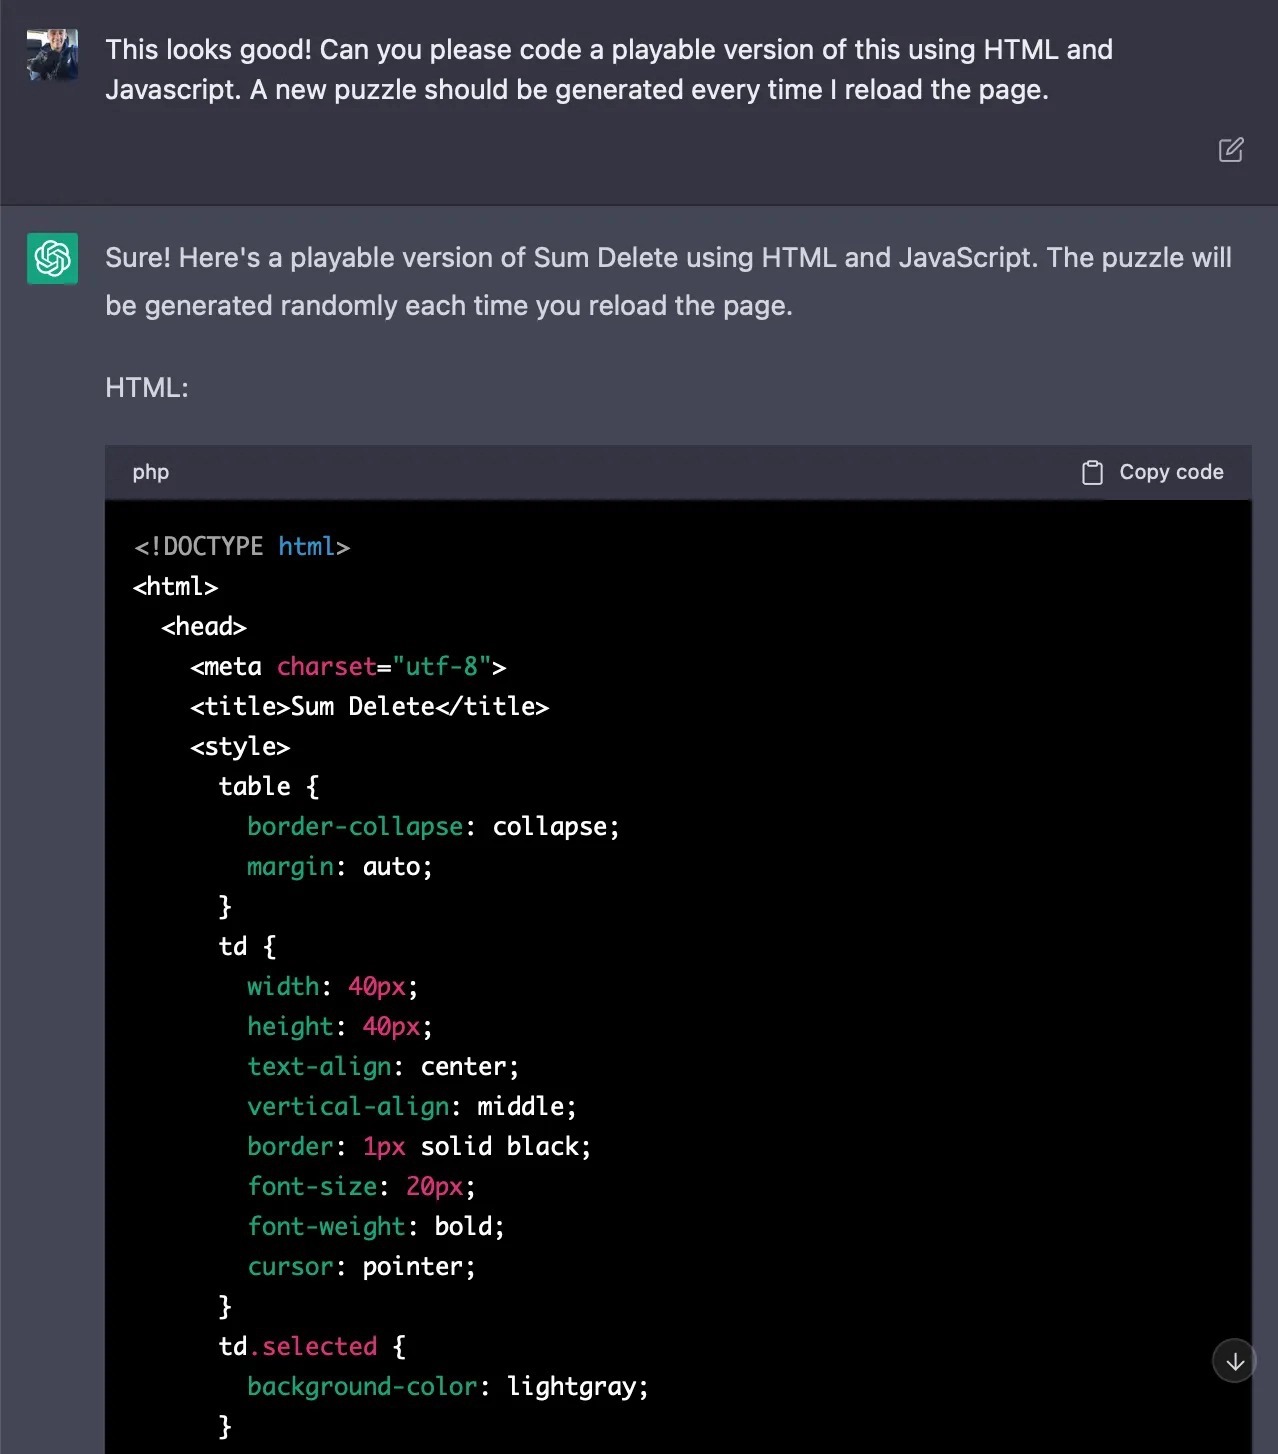 This looks good! Can you please code a playable version of this using HTML and
Javascript. A new puzzle should be generated every time I reload the page.
Sure! Here's a playable version of Sum Delete using HTML and JavaScript. The puzzle will
be generated randomly each time you reload the page.
HTML:
php Copy code
<!DOCTYPE html>
<html>
  <head>
    <meta charset="utf-8">
    <title>Sum Delete</title>
    <style>
      table {
        border-collapse: collapse;
        margin: auto;
      }
      td {
        width: 40px;
        height: 40px;
        text-align: center;
        vertical-align: middle;
        border: 1px solid black;
        font-size: 20px;
        font-weight: bold;
        cursor: pointer;
      }
      td.selected {
        background-color: lightgray;
      }